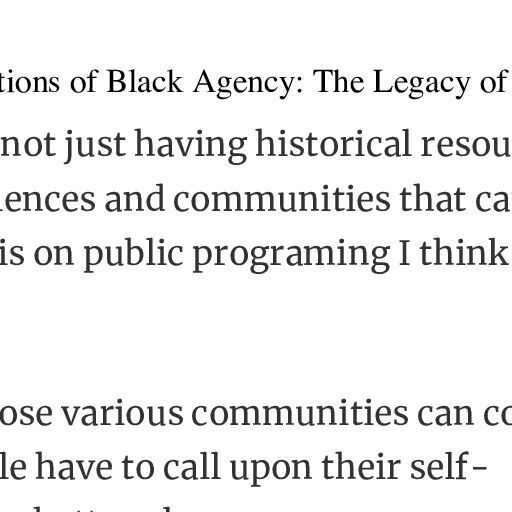 tions of Black Agency: The Legacy of
not just having historical resou
ences and communities that ca
is on public programing I think
ose various communities can co
le have to call upon their self-